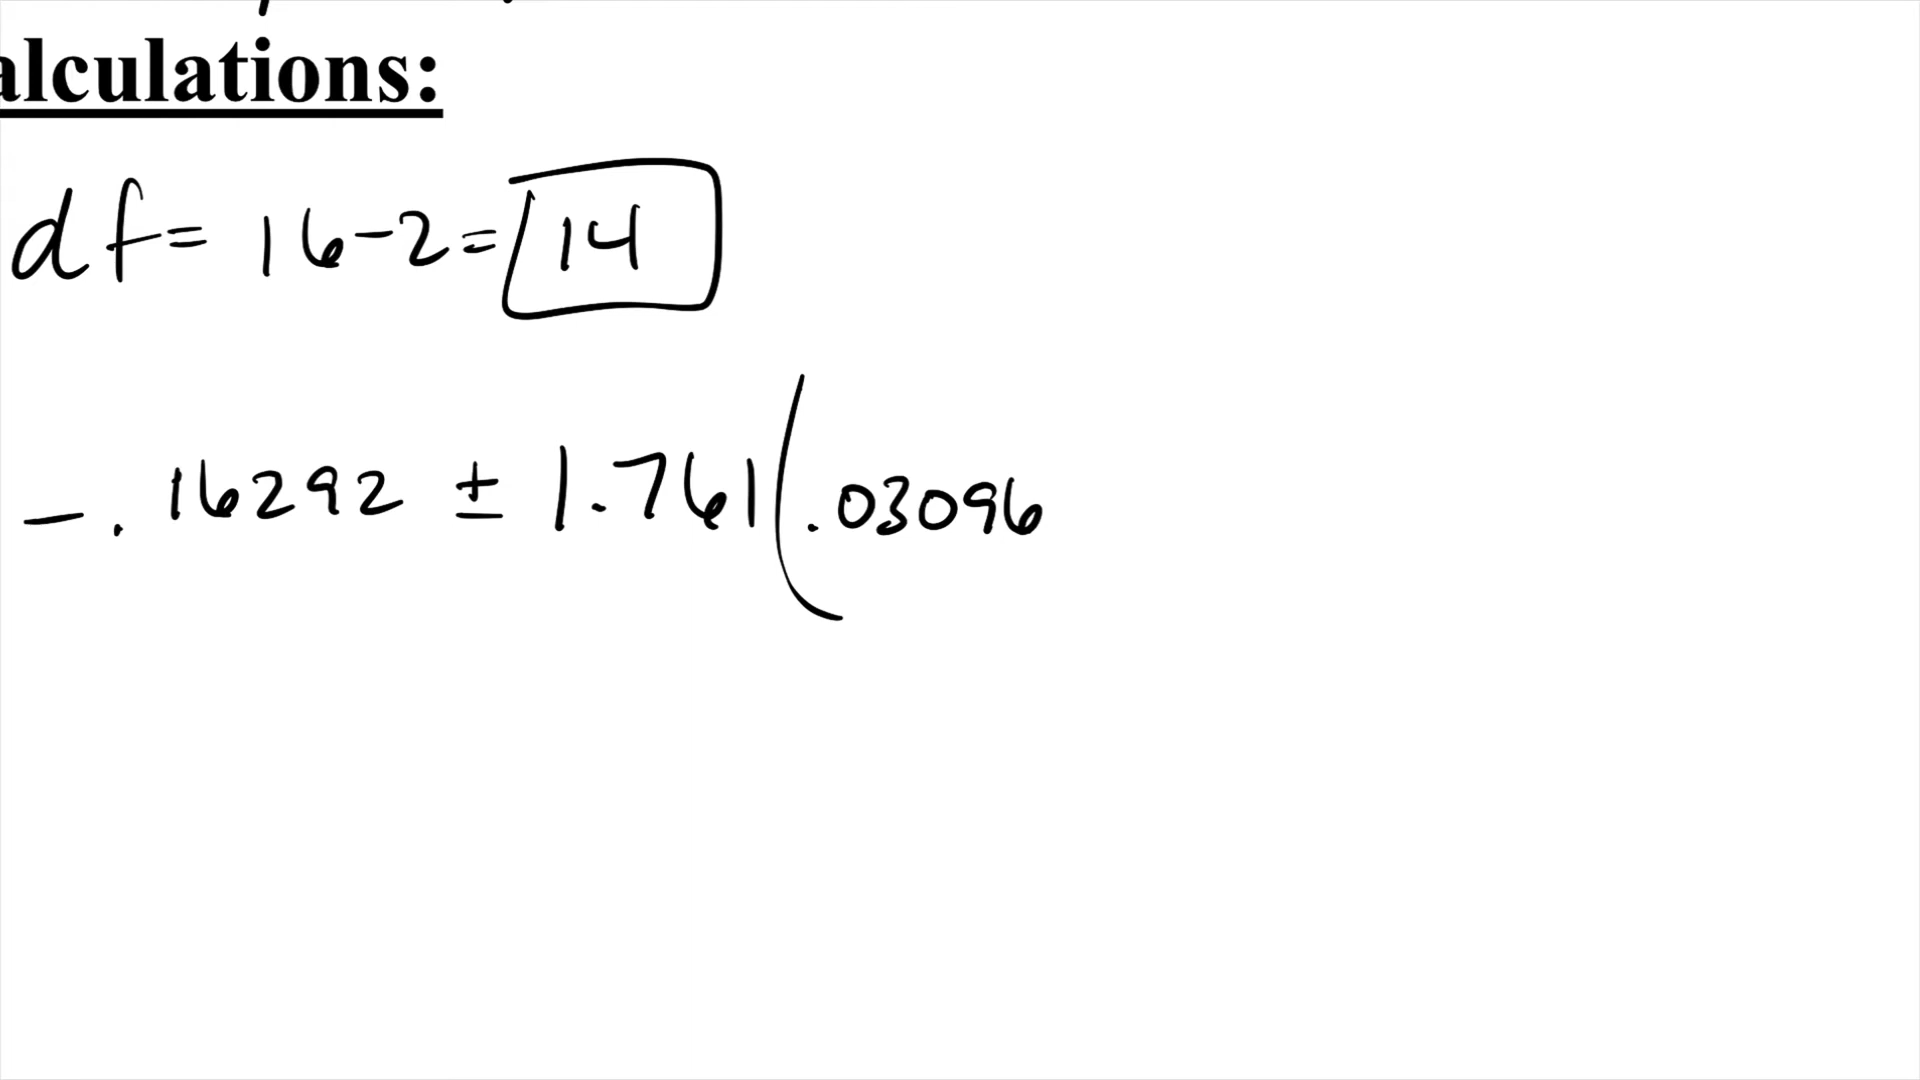 alculations:
df = 16-2 = 14
-.16292 ± 1.761(.03096